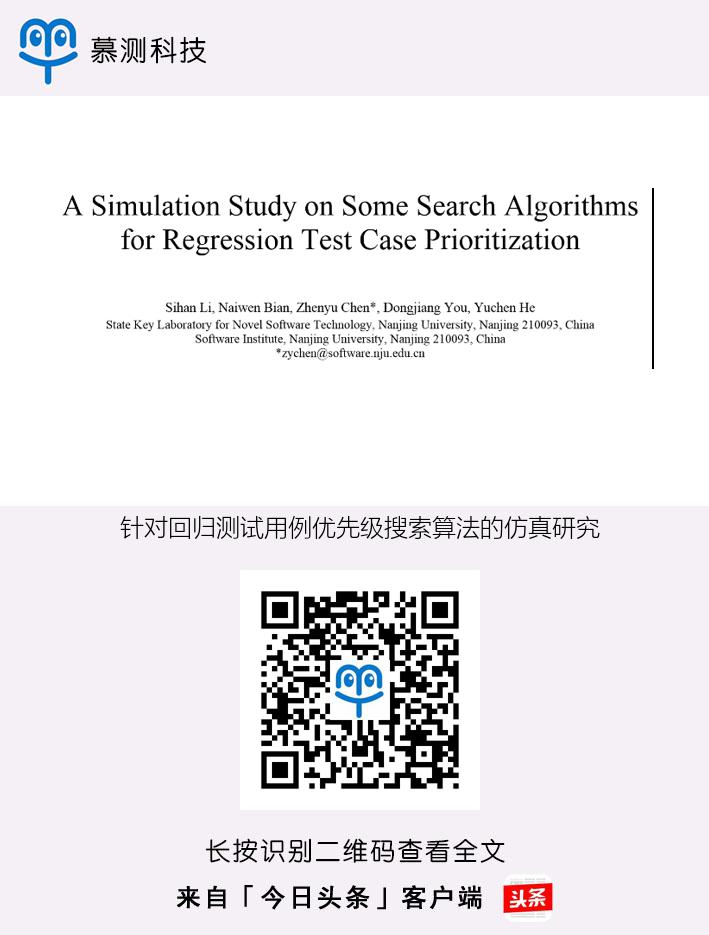 慕测科技
A Simulation Study on Some Search Algorithms
for Regression Test Case Prioritization
Sihan Li, Naiwen Bian, Zhenyu Chen*, Dongjiang You, Yuchen He
State Key Laboratory for Novel Software Technology, Nanjing University, Nanjing 210093, China
Software Institute, Nanjing University, Nanjing 210093, China
*zychen@software.nju.edu.cn
针对回归测试用例优先级搜索算法的仿真研究
长按识别二维码查看全文
来自「今日头条」客户端
头条